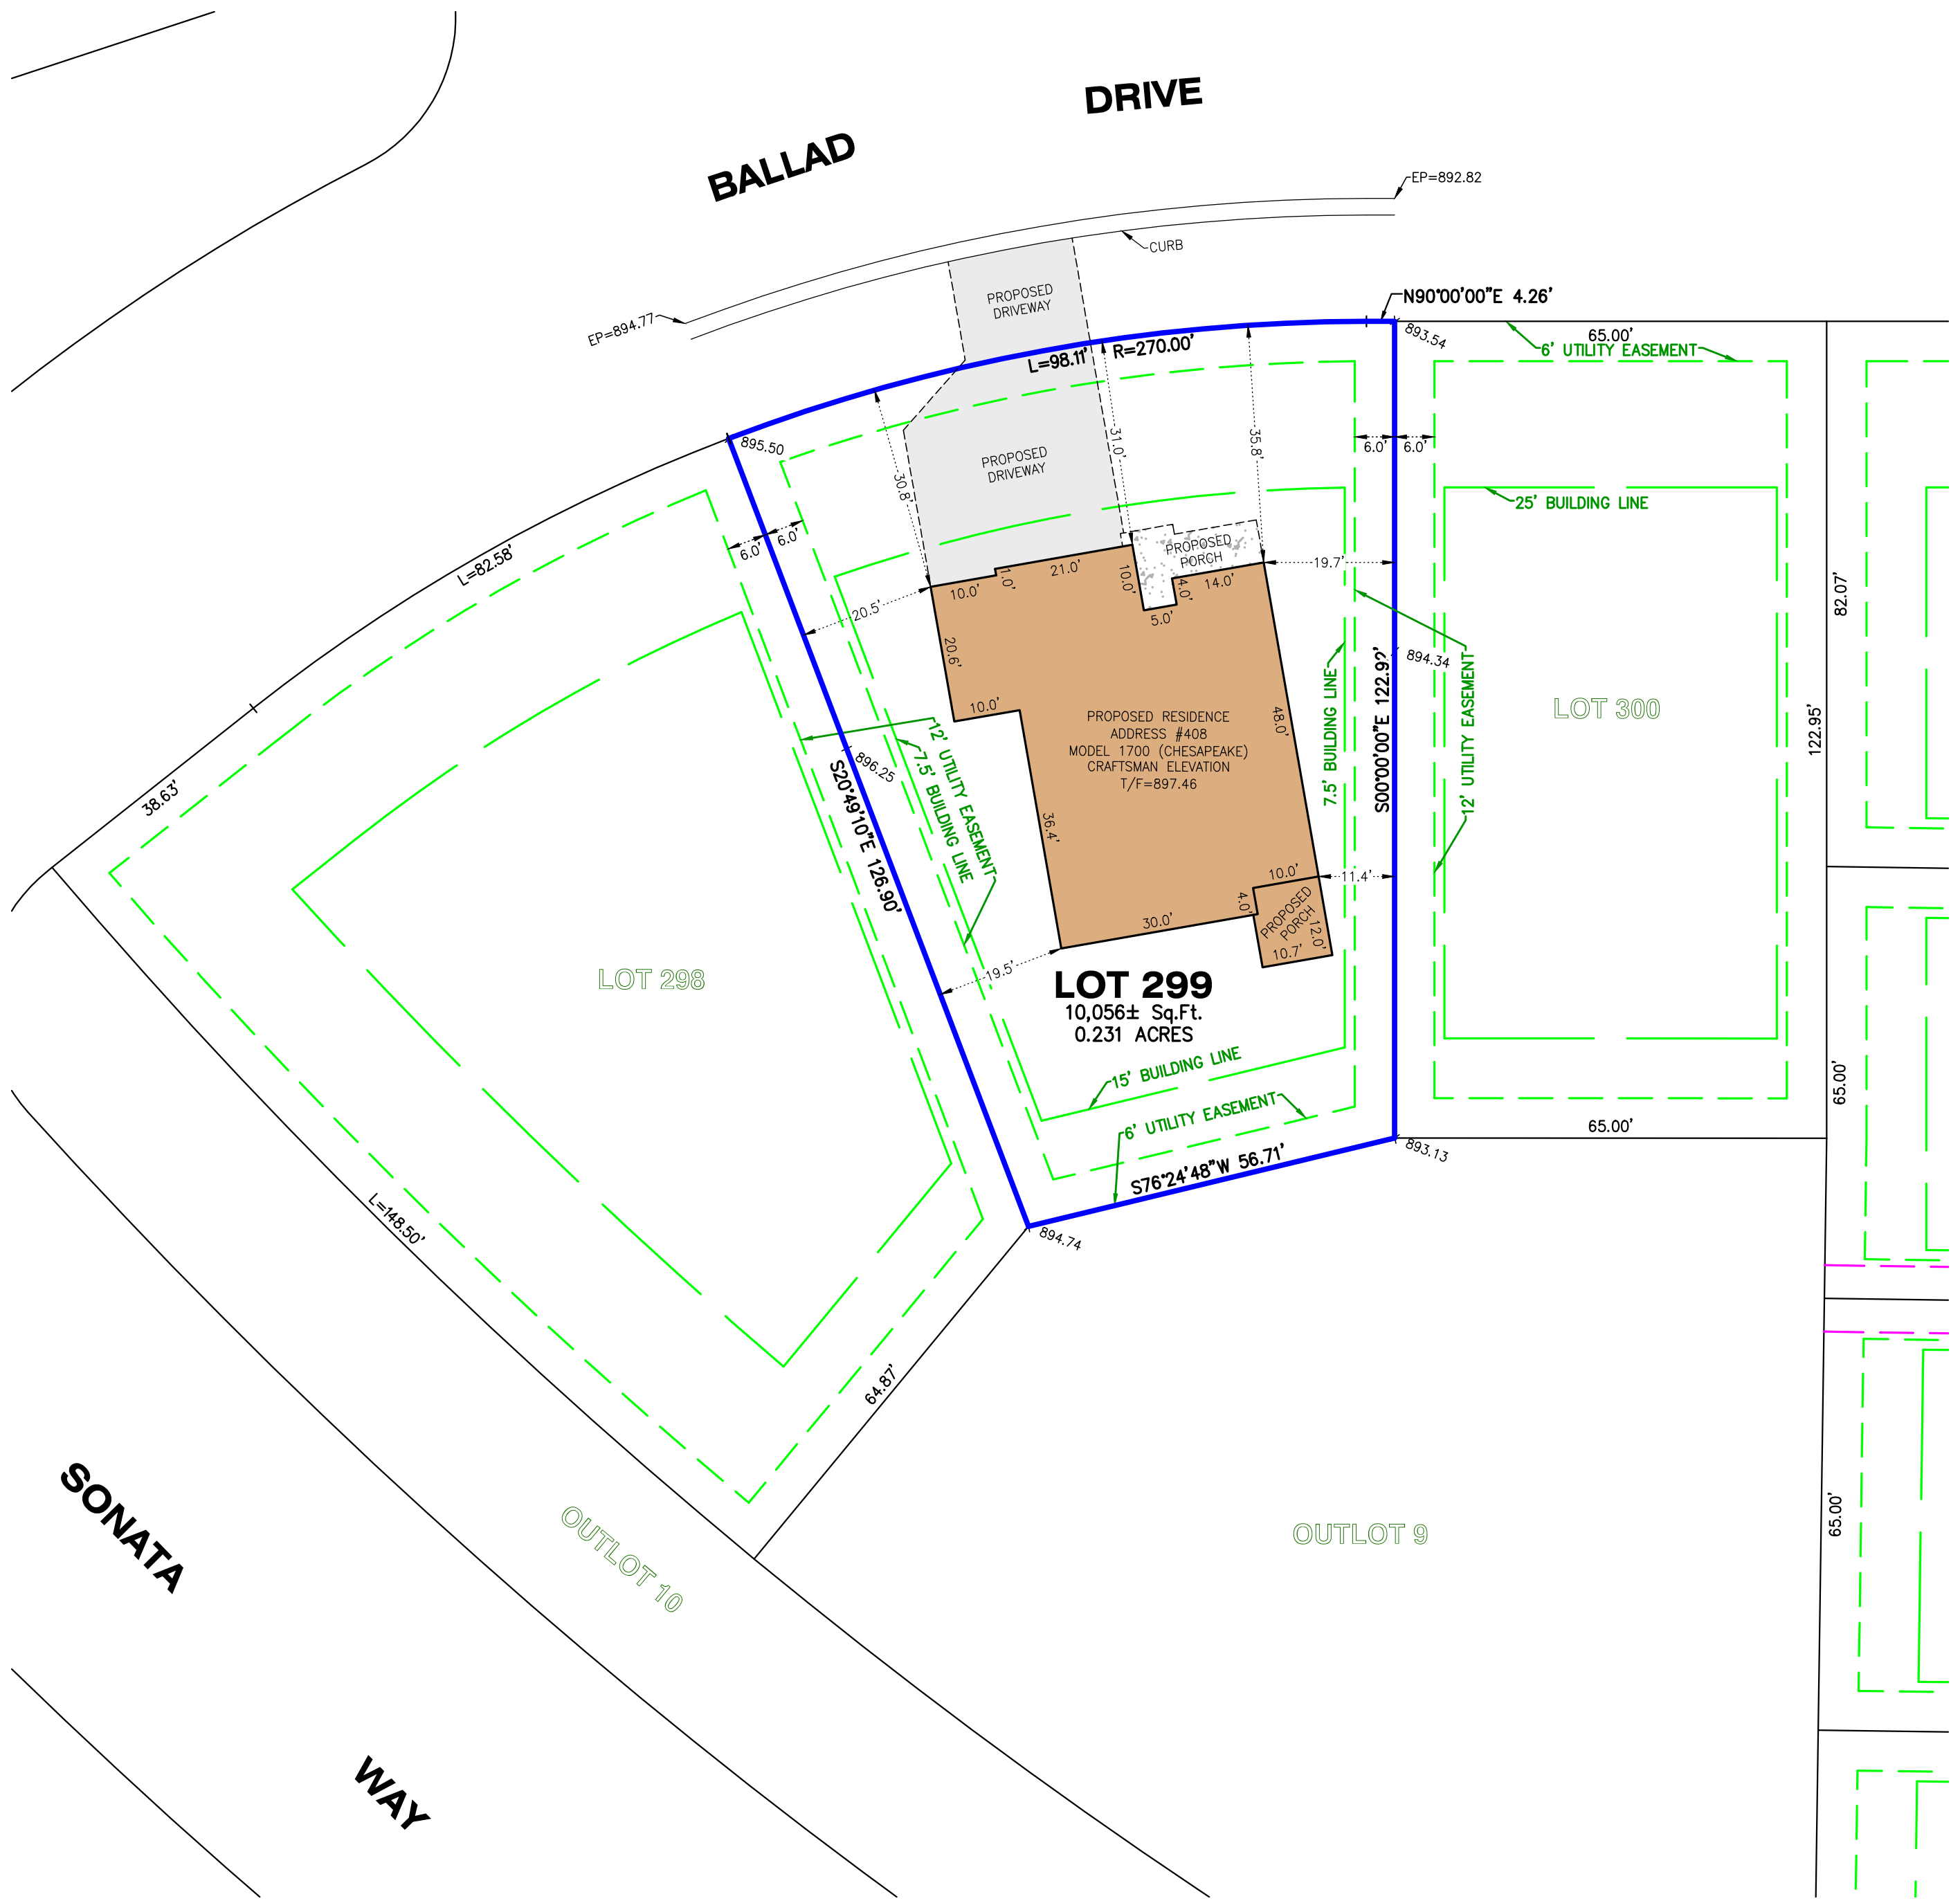 DRIVE
BALLAD
EP=892.82
CURB
EP=894.77
PROPOSED
DRIVEWAY
N90°00'00"E 4.26'
893.54
65.00'
6' UTILITY EASEMENT
L=98.11'
R=270.00'
895.50
PROPOSED
DRIVEWAY
30.8'
31.0'
35.8'
6.0'
6.0'
25' BUILDING LINE
6.0'
6.0'
L=82.58'
PROPOSED
PORCH
19.7'
10.0'
1.0'
21.0'
10.0'
5.0'
4.0'
14.0'
20.5'
20.6'
10.0'
82.07'
894.34
7.5' BUILDING LINE
S00°00'00"E 122.92'
12' UTILITY EASEMENT
LOT 300
122.95'
PROPOSED RESIDENCE
ADDRESS #408
MODEL 1700 (CHESAPEAKE)
CRAFTSMAN ELEVATION
T/F=897.46
48.0'
38.63'
896.25
12' UTILITY EASEMENT
7.5' BUILDING LINE
S20°49'10"E 126.90'
36.4'
10.0'
11.4'
4.0'
PROPOSED
PORCH
12.0'
10.7'
30.0'
19.5'
LOT 298
LOT 299
10,056± Sq.Ft.
0.231 ACRES
15' BUILDING LINE
6' UTILITY EASEMENT
S76°24'48"W 56.71'
65.00'
65.00'
893.13
894.74
L=148.50'
64.87'
SONATA
OUTLOT 10
OUTLOT 9
65.00'
WAY